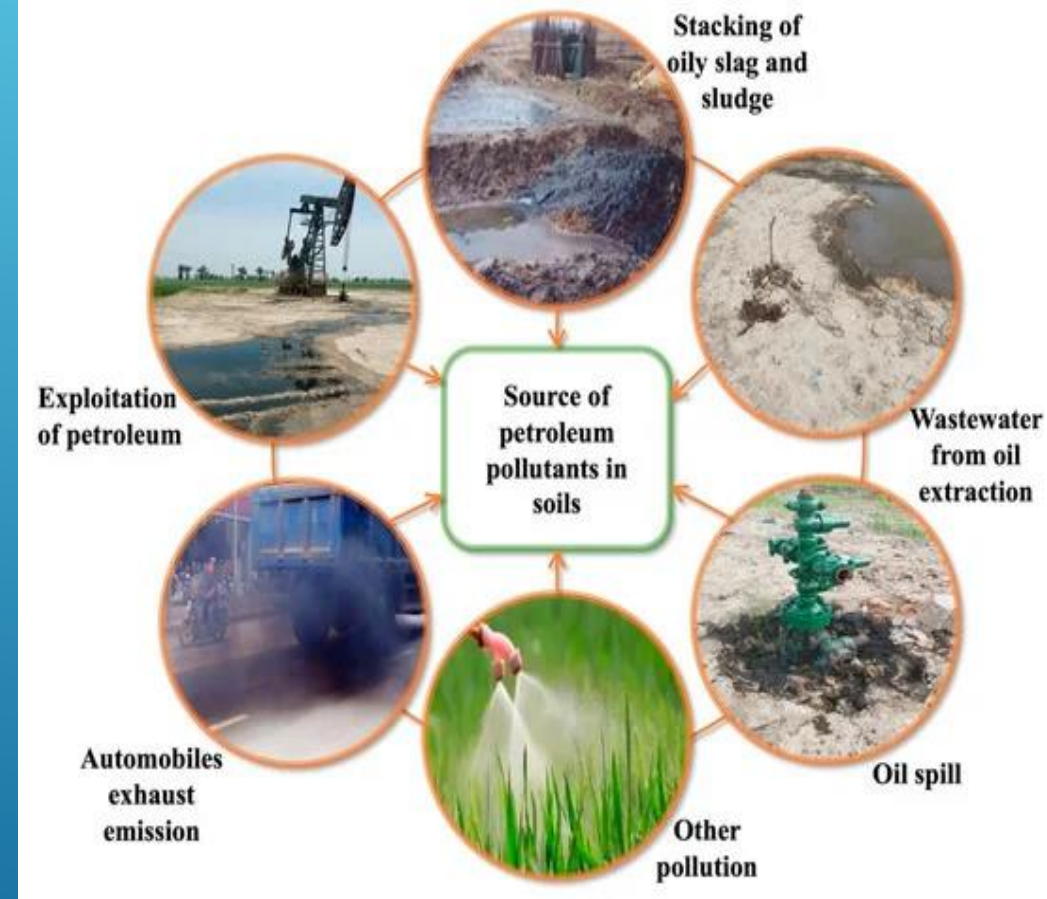 Stacking of
oily slag and
sludge
Exploitation
of petroleum
Source of
petroleum
pollutants in
soils
Wastewater
from oil
extraction
Automobiles
exhaust
emission
Oil spill
Other
pollution